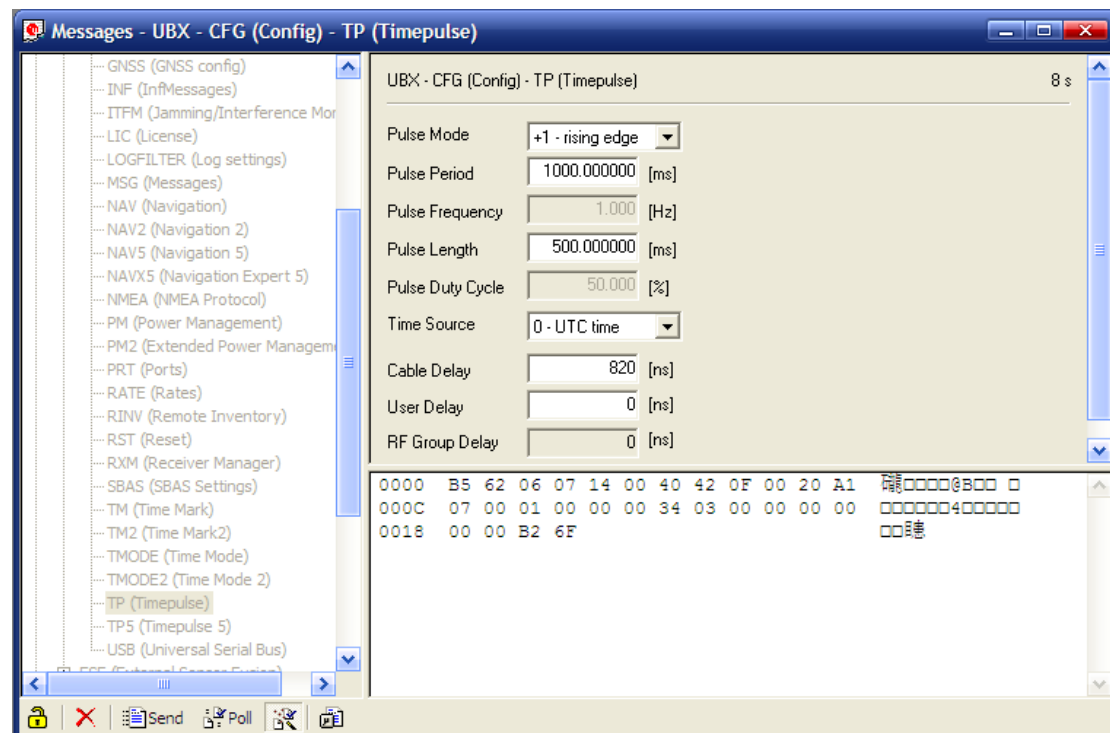 Messages - UBX - CFG (Config) - TP (Timepulse)
GNSS (GNSS config)
INF (InfMessages)
ITFM (Jamming/Interference Mor
LIC (License)
LOGFILTER (Log settings)
MSG (Messages)
NAV (Navigation)
NAV2 (Navigation 2)
NAV5 (Navigation 5)
NAVX5 (Navigation Expert 5)
NMEA (NMEA Protocol)
PM (Power Management)
PM2 (Extended Power Managem
PRT (Ports)
RATE (Rates)
RINV (Remote Inventory)
RST (Reset)
RXM (Receiver Manager)
SBAS (SBAS Settings)
TM (Time Mark)
TM2 (Time Mark2)
TMODE (Time Mode)
TMODE2 (Time Mode 2)
TP (Timepulse)
TP5 (Timepulse 5)
USB (Universal Serial Bus)
UBX - CFG (Config) - TP (Timepulse) 8 s
Pulse Mode +1 - rising edge
Pulse Period 1000.000000 [ms]
Pulse Frequency 1.000 [Hz]
Pulse Length 500.000000 [ms]
Pulse Duty Cycle 50.000 [%]
Time Source 0 - UTC time
Cable Delay 820 [ns]
User Delay 0 [ns]
RF Group Delay 0 [ns]
0000 B5 62 06 07 14 00 40 42 0F 00 20 A1 □□□□@B□□ □
000C 07 00 01 00 00 00 34 03 00 00 00 00 □□□□□□4□□□□□
0018 00 00 B2 6F □□
Send Poll